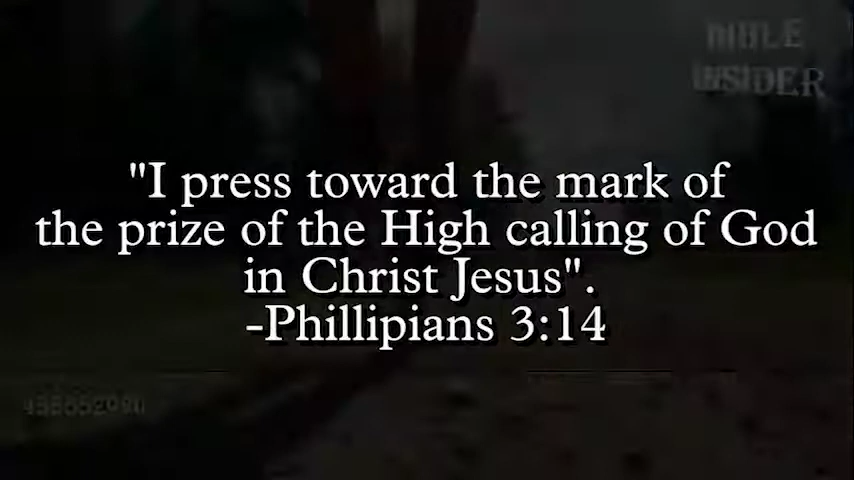 BIBLE
INSIDER
"I press toward the mark of
the prize of the High calling of God
in Christ Jesus".
-Phillipians 3:14